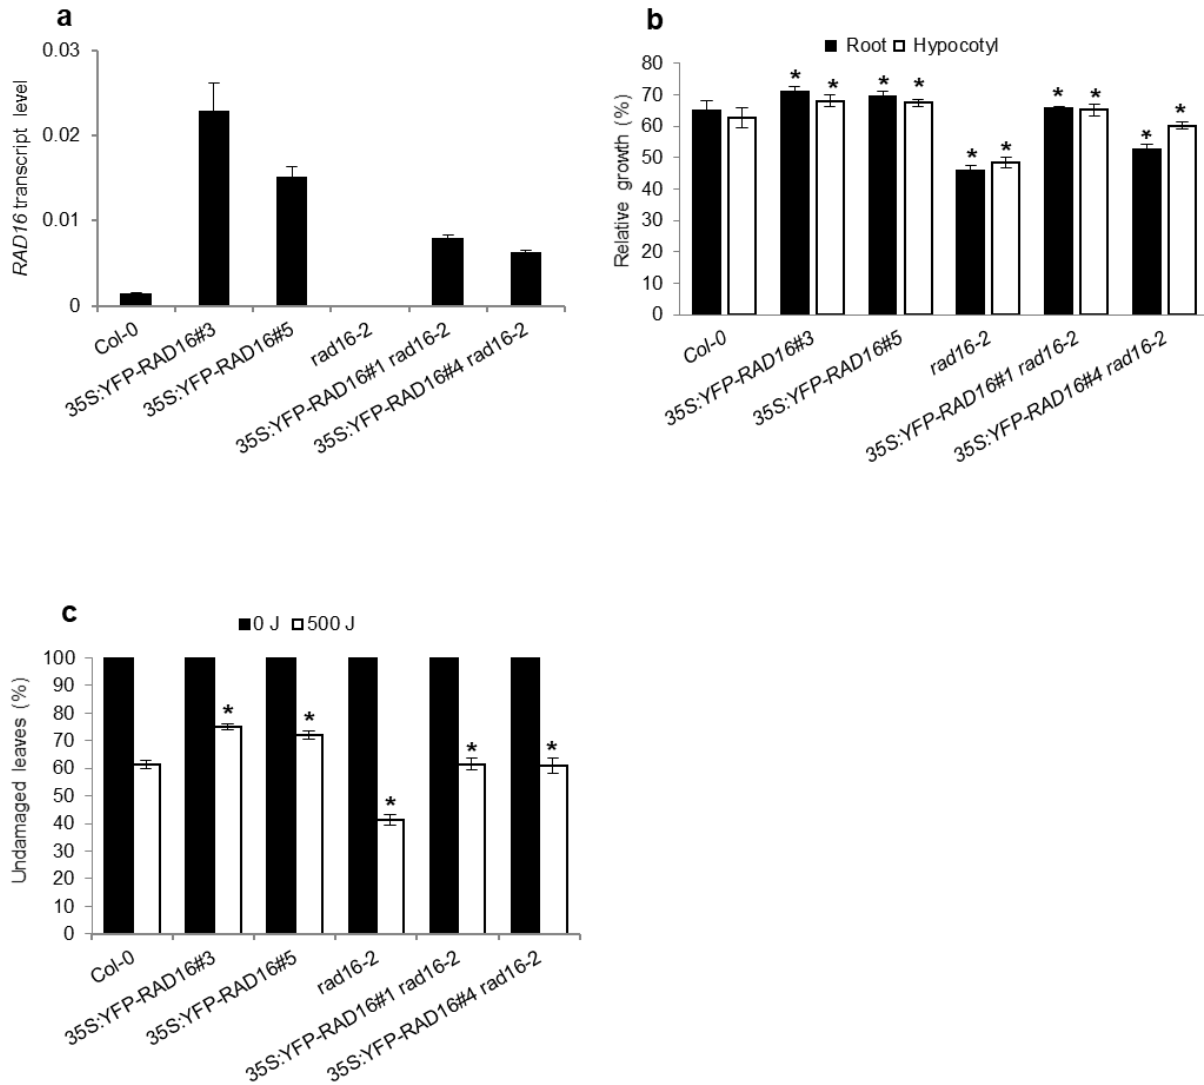 a
0.03
0.02
0.01
0
RAD16 transcript level
Col-0
35S:YFP-RAD16#3
35S:YFP-RAD16#5
rad16-2
35S:YFP-RAD16#1 rad16-2
35S:YFP-RAD16#4 rad16-2
b
Root Hypocotyl
80
70
60
50
40
30
20
10
0
Relative growth (%)
* * * * * * * * * *
Col-0
35S:YFP-RAD16#3
35S:YFP-RAD16#5
rad16-2
35S:YFP-RAD16#1 rad16-2
35S:YFP-RAD16#4 rad16-2
c
0 J 500 J
100
90
80
70
60
50
40
30
20
10
0
Undamaged leaves (%)
* * * * *
Col-0
35S:YFP-RAD16#3
35S:YFP-RAD16#5
rad16-2
35S:YFP-RAD16#1 rad16-2
35S:YFP-RAD16#4 rad16-2